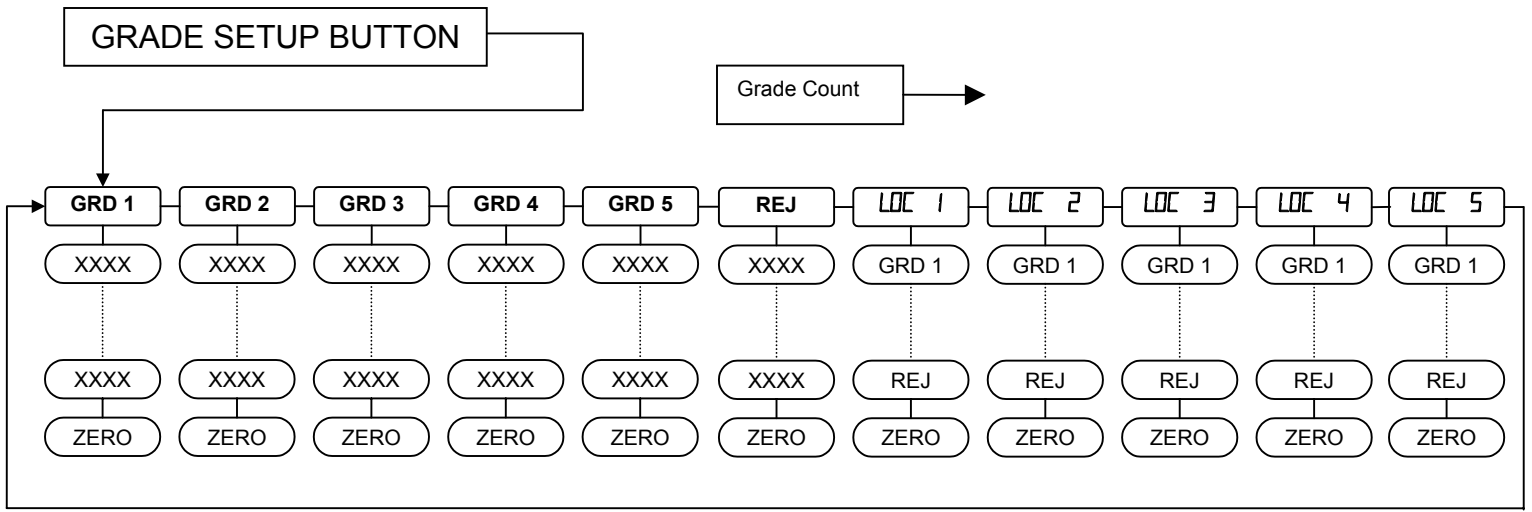 GRADE SETUP BUTTON
Grade Count
GRD 1 GRD 2 GRD 3 GRD 4 GRD 5 REJ LOC 1 LOC 2 LOC 3 LOC 4 LOC 5
XXXX XXXX XXXX XXXX XXXX XXXX GRD 1 GRD 1 GRD 1 GRD 1 GRD 1
XXXX XXXX XXXX XXXX XXXX XXXX REJ REJ REJ REJ REJ
ZERO ZERO ZERO ZERO ZERO ZERO ZERO ZERO ZERO ZERO ZERO